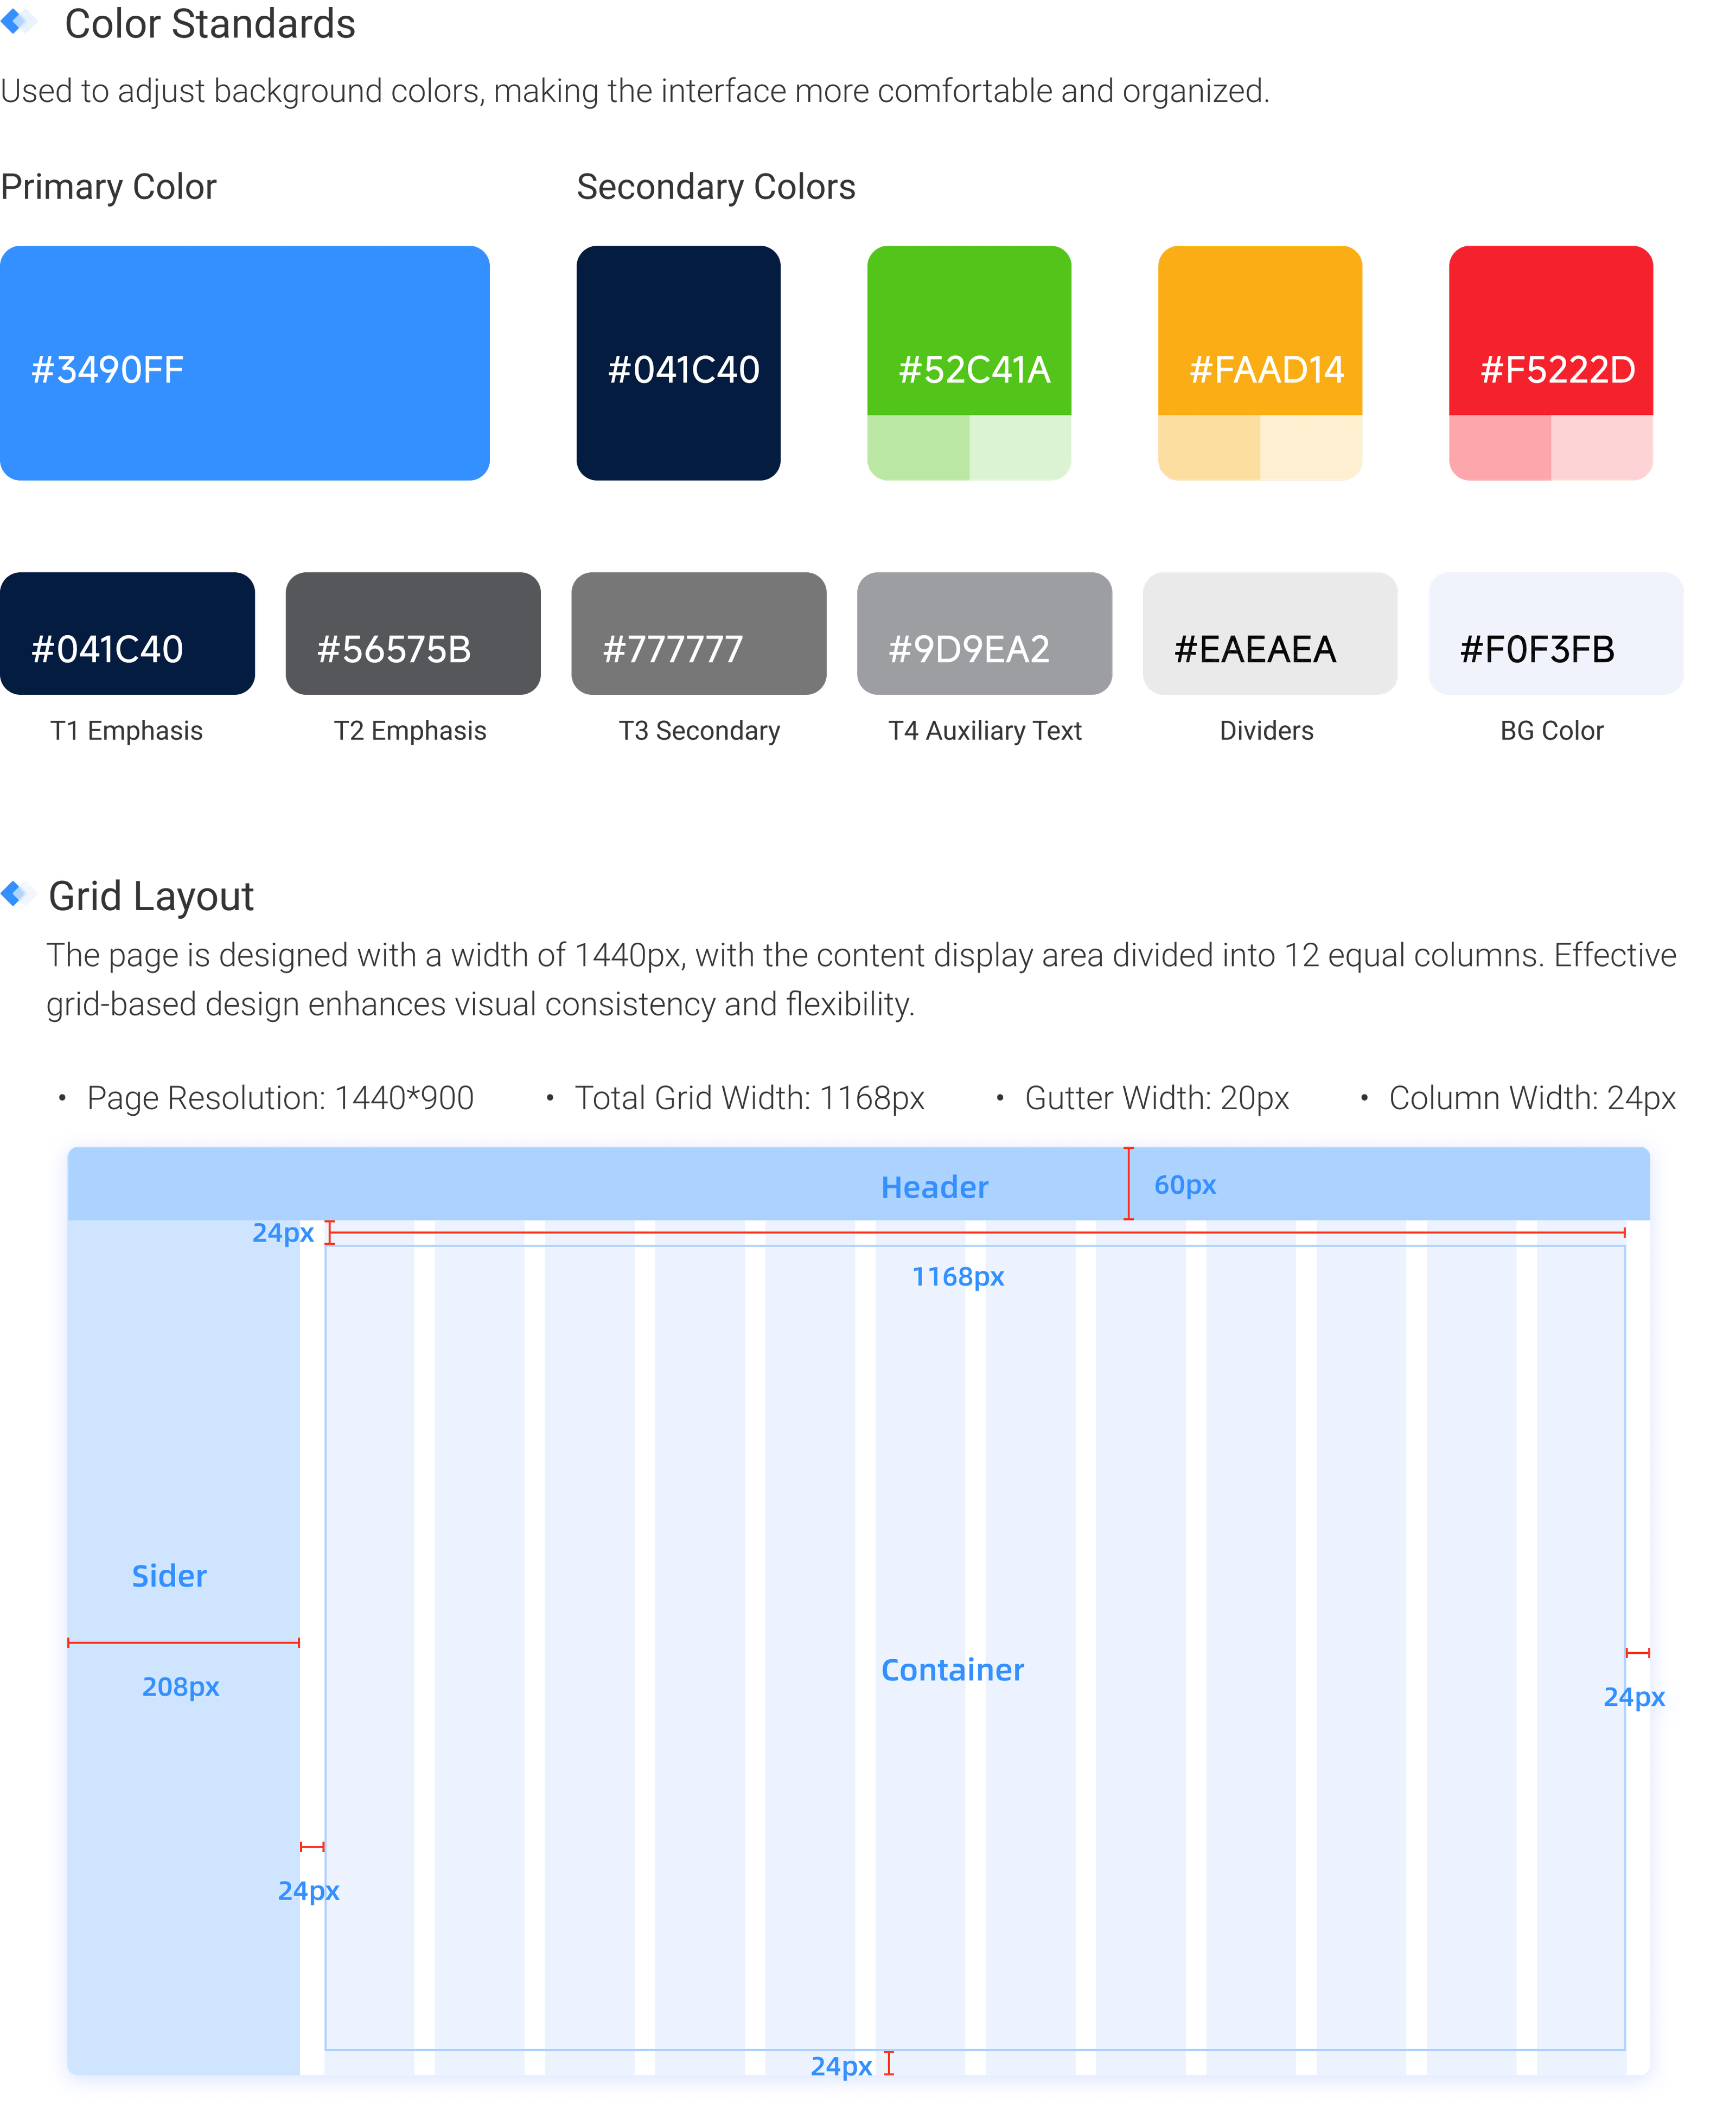 Color Standards
Used to adjust background colors, making the interface more comfortable and organized.
Primary Color
Secondary Colors
#3490FF
#041C40
#52C41A
#FAAD14
#F5222D
#041C40
#56575B
#777777
#9D9EA2
#EAEAEA
#F0F3FB
T1 Emphasis
T2 Emphasis
T3 Secondary
T4 Auxiliary Text
Dividers
BG Color
Grid Layout
The page is designed with a width of 1440px, with the content display area divided into 12 equal columns. Effective
grid-based design enhances visual consistency and flexibility.
• Page Resolution: 1440*900
• Total Grid Width: 1168px
• Gutter Width: 20px
• Column Width: 24px
Header
60px
24px
1168px
Sider
208px
Container
24px
24px
24px